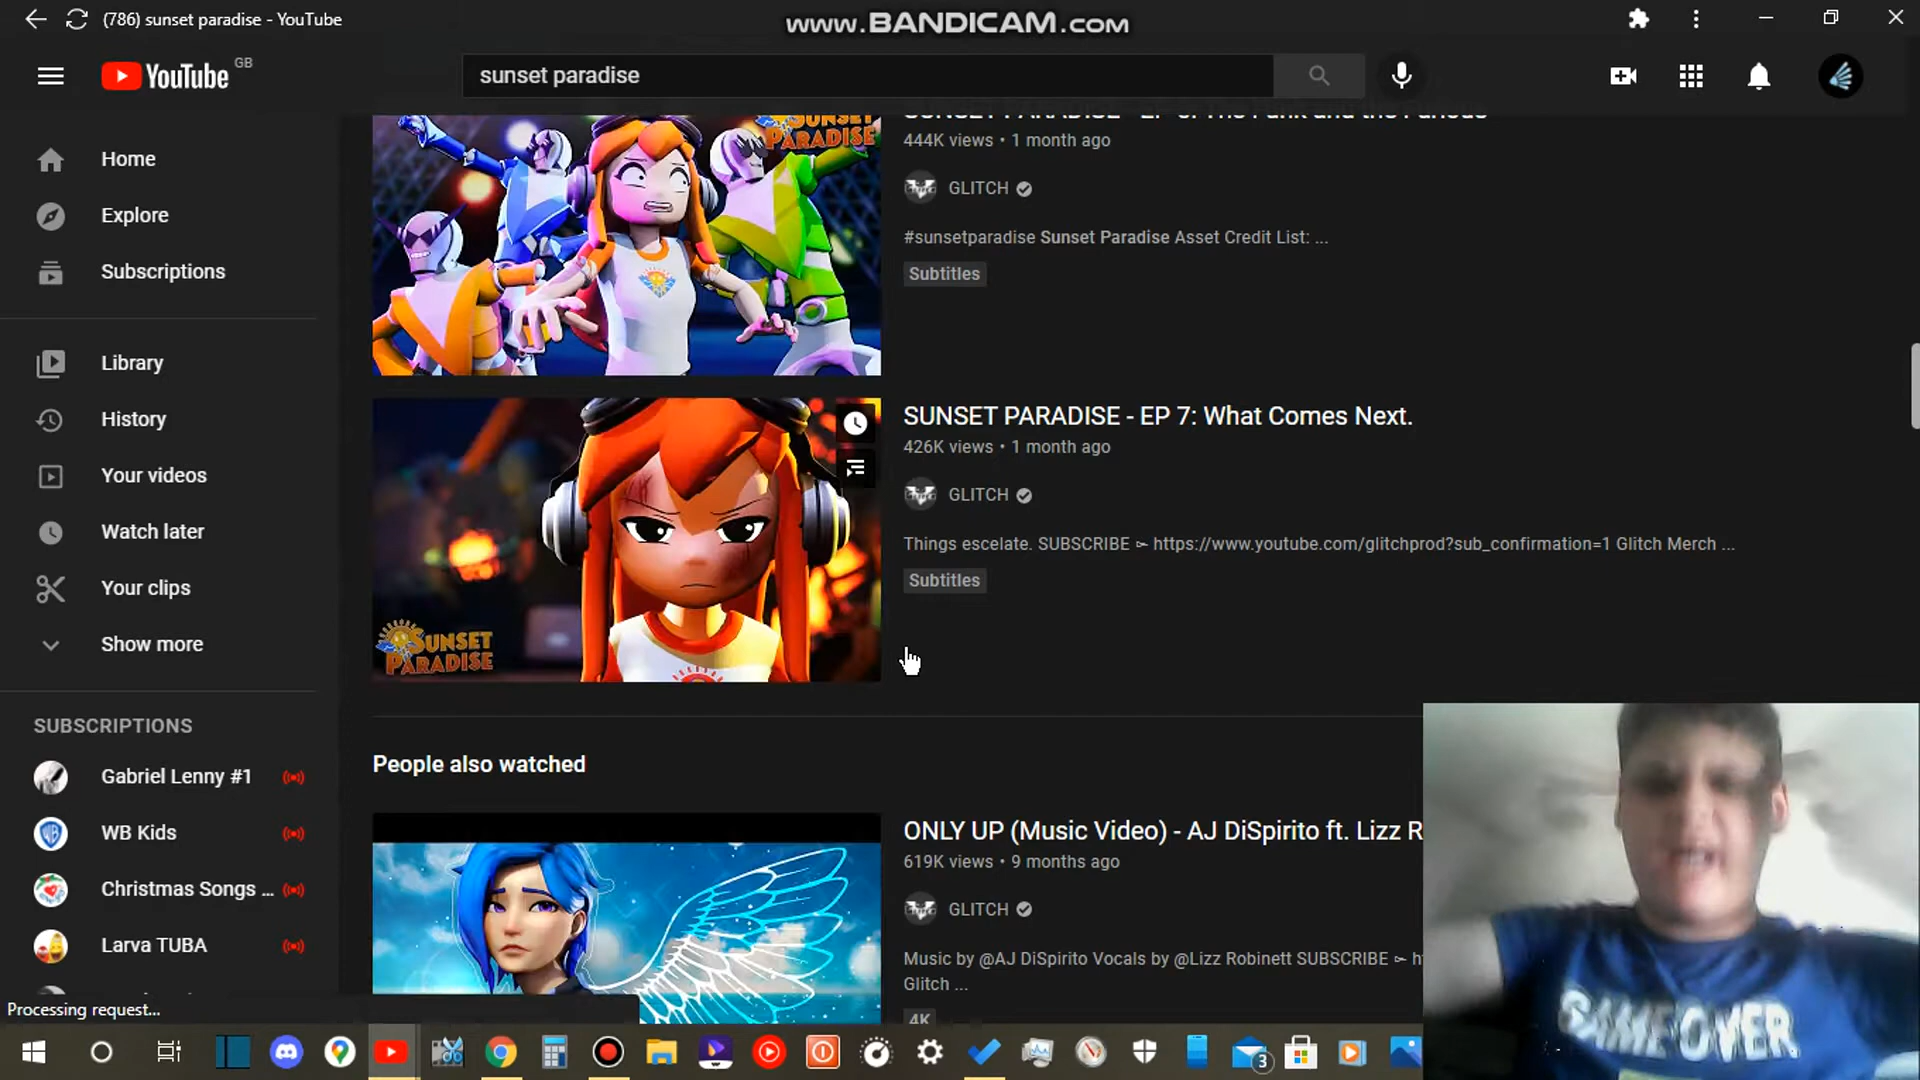 (786) sunset paradise - YouTube
www.BANDICAM.com
YouTube GB
sunset paradise
Home
Explore
Subscriptions
Library
History
Your videos
Watch later
Your clips
Show more
SUBSCRIPTIONS
Gabriel Lenny #1
WB Kids
Christmas Songs ...
Larva TUBA
Processing request...
SUNSET PARADISE
444K views • 1 month ago
GLITCH
#sunsetparadise Sunset Paradise Asset Credit List: ...
Subtitles
SUNSET PARADISE
SUNSET PARADISE - EP 7: What Comes Next.
426K views • 1 month ago
GLITCH
Things escelate. SUBSCRIBE ► https://www.youtube.com/glitchprod?sub_confirmation=1 Glitch Merch ...
Subtitles
People also watched
ONLY UP (Music Video) - AJ DiSpirito ft. Lizz R
619K views • 9 months ago
GLITCH
Music by @AJ DiSpirito Vocals by @Lizz Robinett SUBSCRIBE ► h
Glitch ...
4K
GAME OVER
3